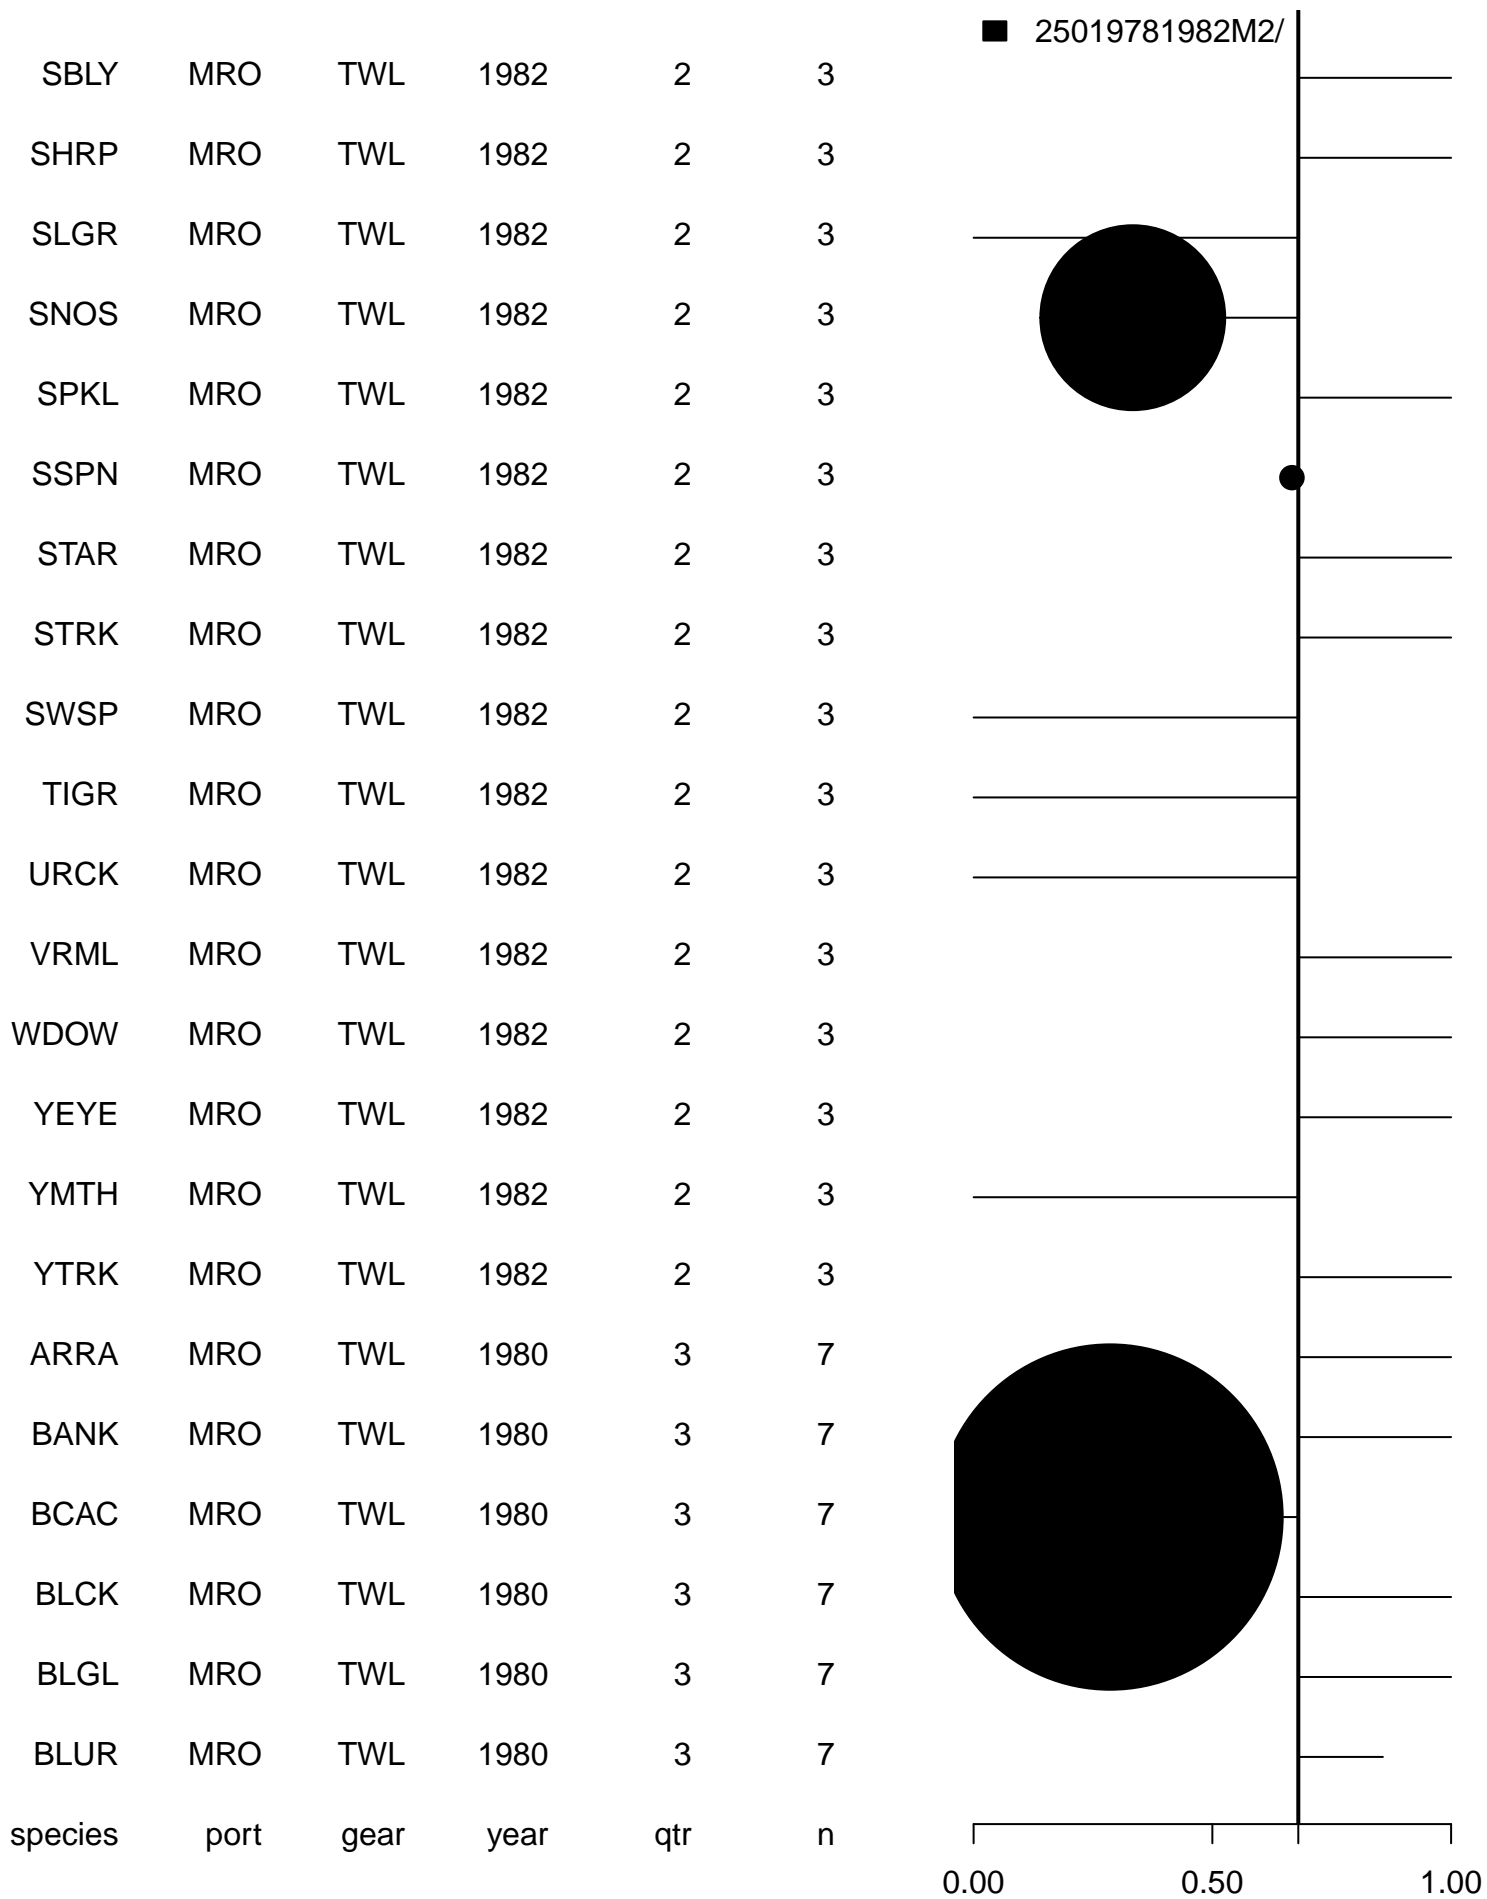 25019781982M2/
SBLY MRO TWL 1982 2 3
SHRP MRO TWL 1982 2 3
SLGR MRO TWL 1982 2 3
SNOS MRO TWL 1982 2 3
SPKL MRO TWL 1982 2 3
SSPN MRO TWL 1982 2 3
STAR MRO TWL 1982 2 3
STRK MRO TWL 1982 2 3
SWSP MRO TWL 1982 2 3
TIGR MRO TWL 1982 2 3
URCK MRO TWL 1982 2 3
VRML MRO TWL 1982 2 3
WDOW MRO TWL 1982 2 3
YEYE MRO TWL 1982 2 3
YMTH MRO TWL 1982 2 3
YTRK MRO TWL 1982 2 3
ARRA MRO TWL 1980 3 7
BANK MRO TWL 1980 3 7
BCAC MRO TWL 1980 3 7
BLCK MRO TWL 1980 3 7
BLGL MRO TWL 1980 3 7
BLUR MRO TWL 1980 3 7
species port gear year qtr n
0.00 0.50 1.00